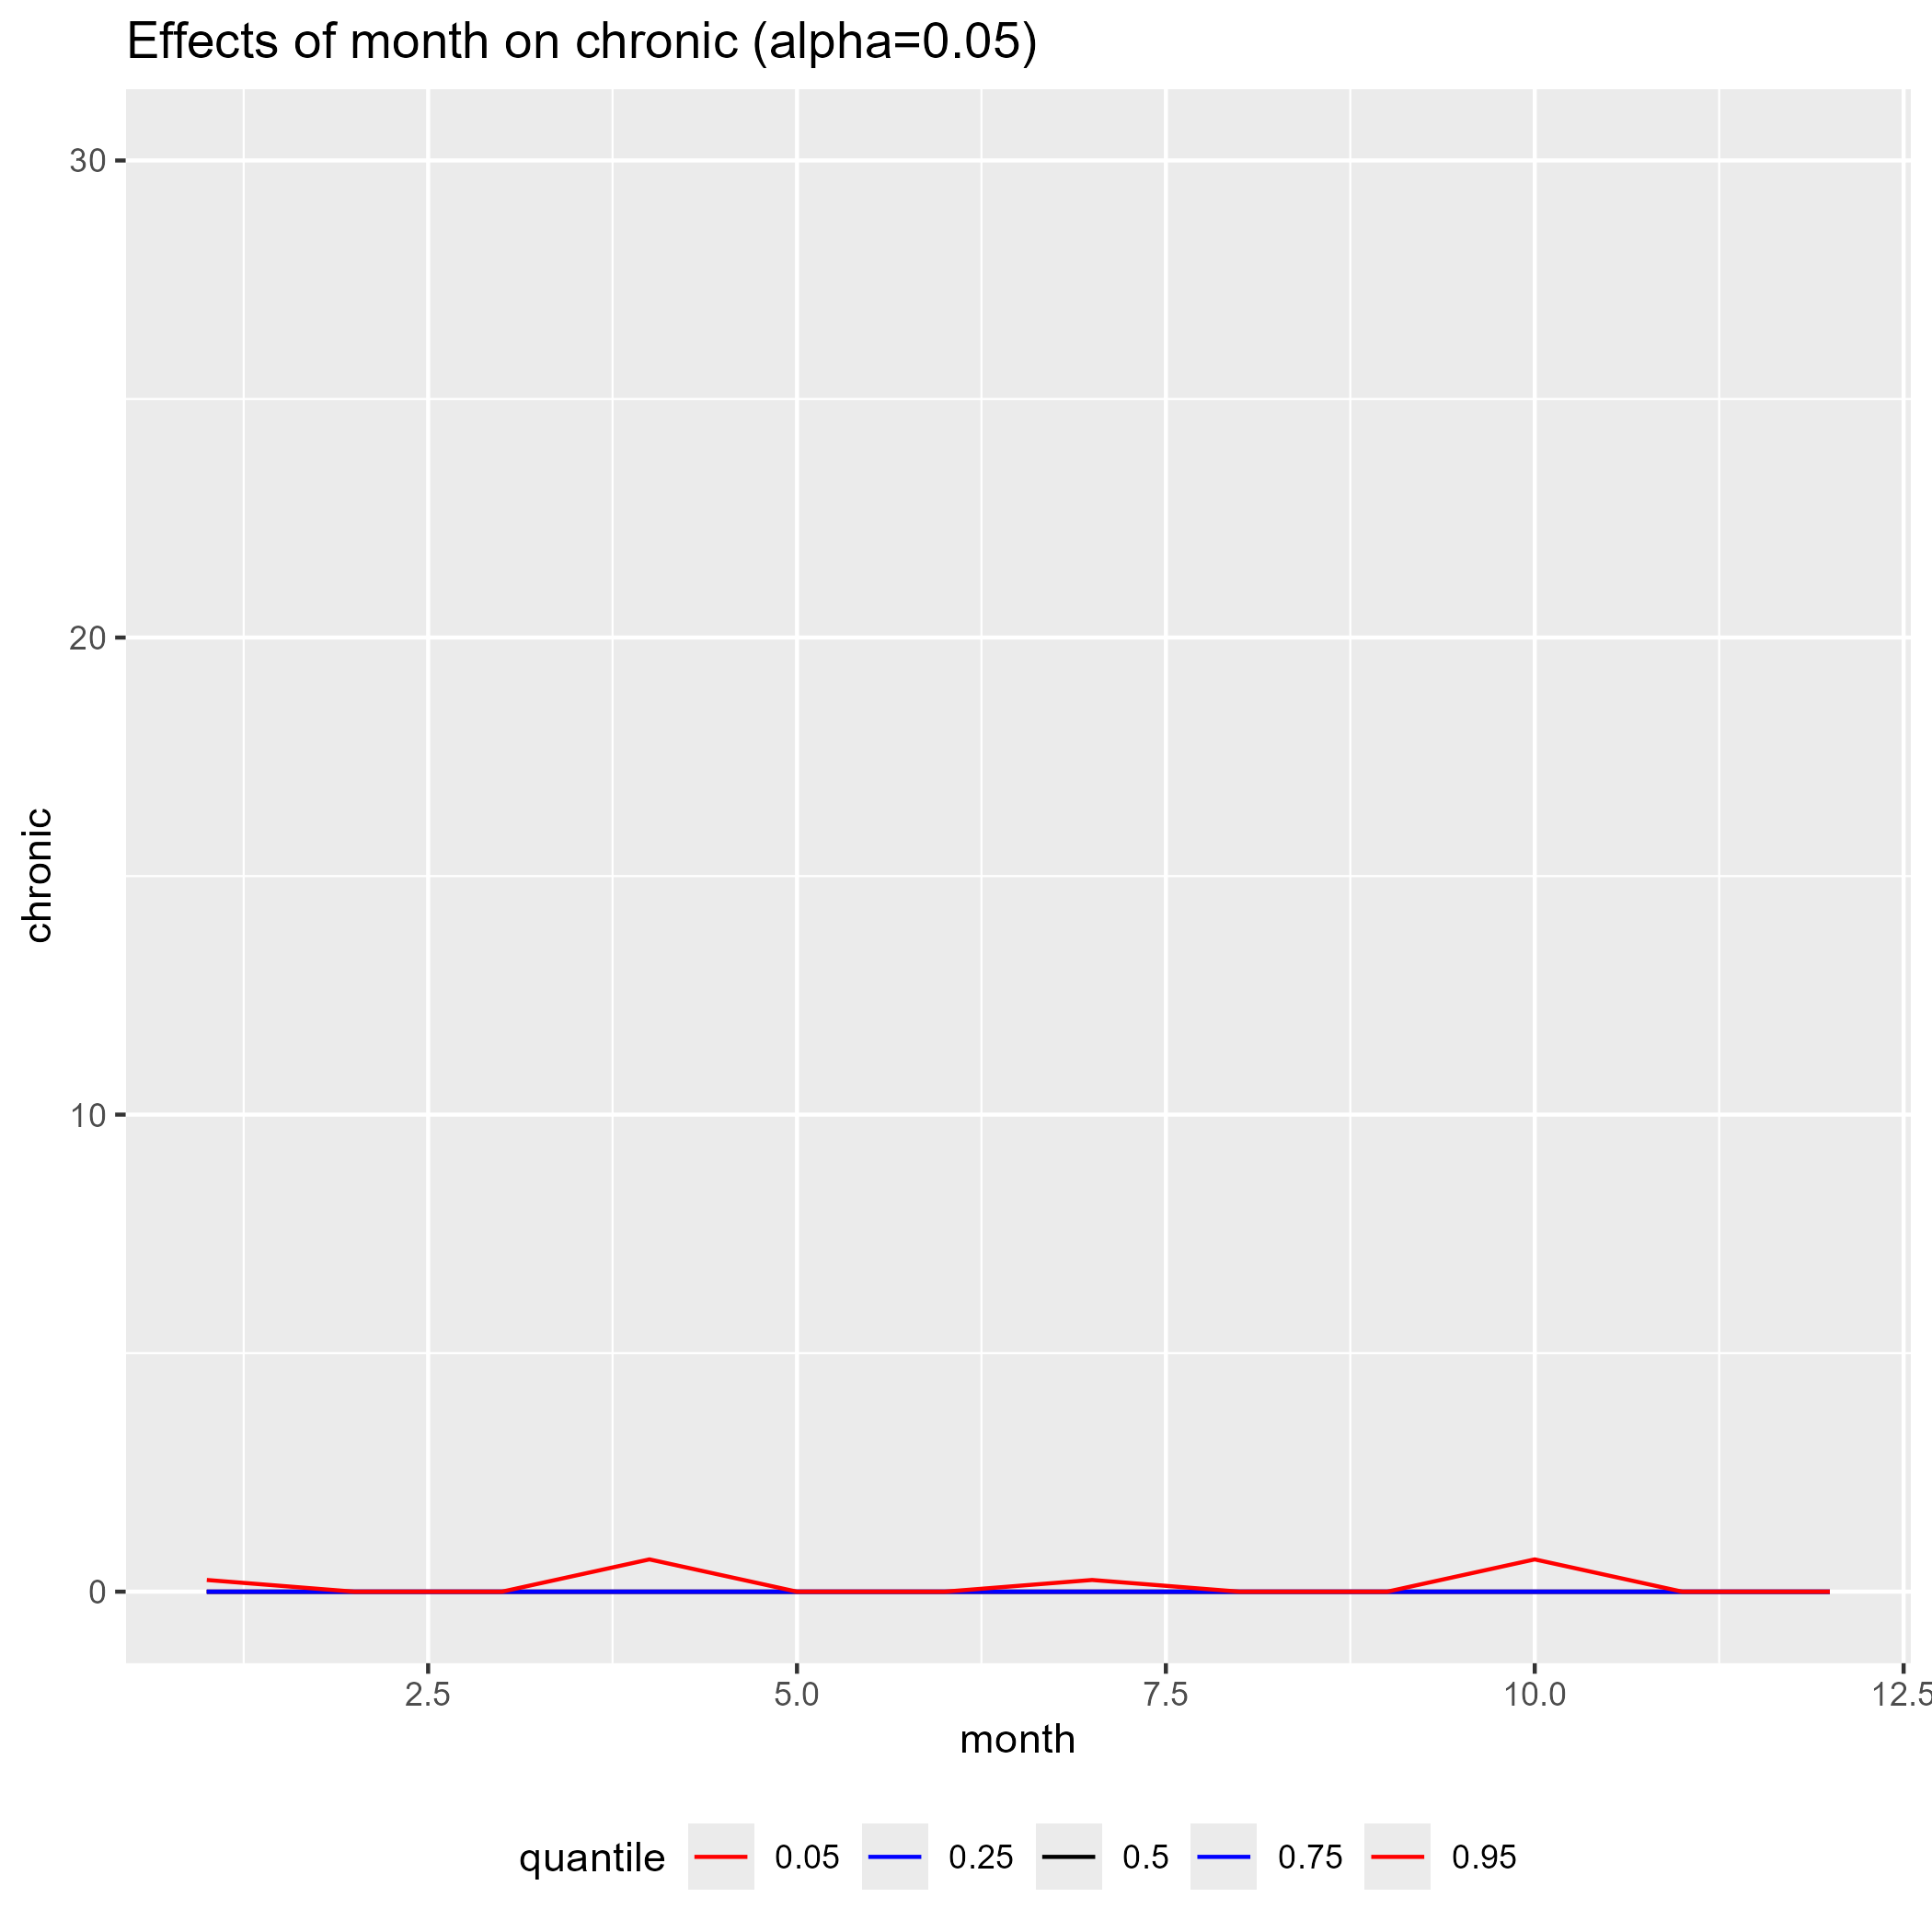 Effects of month on chronic (alpha=0.05)
30
20
10
0
chronic
2.5 5.0 7.5 10.0 12.5
month
quantile 0.05 0.25 0.5 0.75 0.95